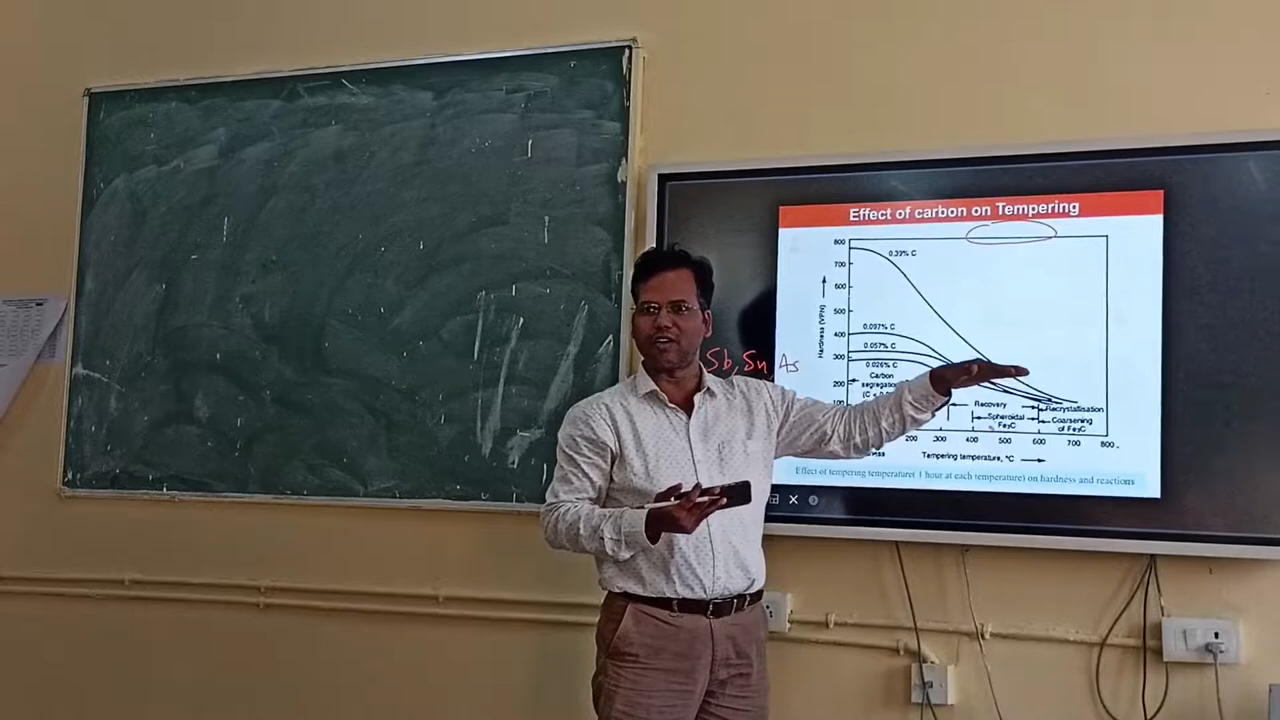 Effect of carbon on Tempering
800
700
600
500
400
300
200
100
Hardness (VPN)
0.39% C
0.097% C
0.057% C
0.026% C
Carbon
Recovery
Recrystallisation
Spheroidal
Fe₃C
Coarsening
of Fe₃C
200
300
400
500
600
700
800
Tempering temperature, °C
Effect of tempering temperature( 1 hour at each temperature) on hardness and reactions
Sb, Sn, As